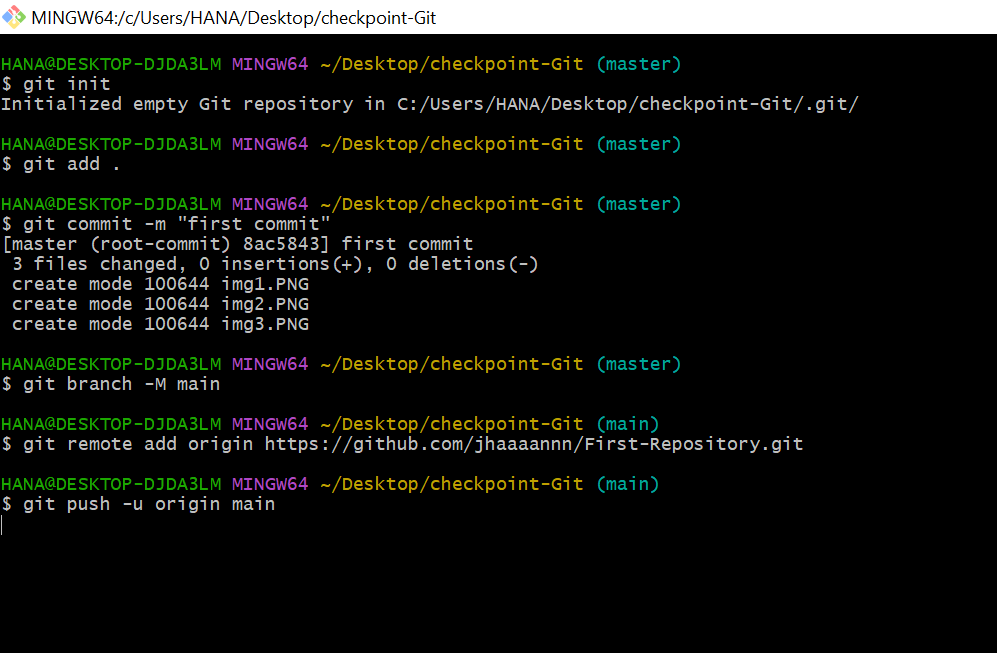 MINGW64:/c/Users/HANA/Desktop/checkpoint-Git
HANA@DESKTOP-DJDA3LM MINGW64 ~/Desktop/checkpoint-Git (master)
$ git init
Initialized empty Git repository in C:/Users/HANA/Desktop/checkpoint-Git/.git/
HANA@DESKTOP-DJDA3LM MINGW64 ~/Desktop/checkpoint-Git (master)
$ git add .
HANA@DESKTOP-DJDA3LM MINGW64 ~/Desktop/checkpoint-Git (master)
$ git commit -m "first commit"
[master (root-commit) 8ac5843] first commit
 3 files changed, 0 insertions(+), 0 deletions(-)
 create mode 100644 img1.PNG
 create mode 100644 img2.PNG
 create mode 100644 img3.PNG
HANA@DESKTOP-DJDA3LM MINGW64 ~/Desktop/checkpoint-Git (master)
$ git branch -M main
HANA@DESKTOP-DJDA3LM MINGW64 ~/Desktop/checkpoint-Git (main)
$ git remote add origin https://github.com/jhaaaannn/First-Repository.git
HANA@DESKTOP-DJDA3LM MINGW64 ~/Desktop/checkpoint-Git (main)
$ git push -u origin main